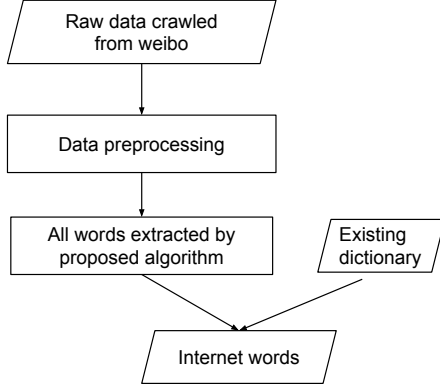 Raw data crawled
from weibo
Data preprocessing
All words extracted by
proposed algorithm
Existing
dictionary
Internet words